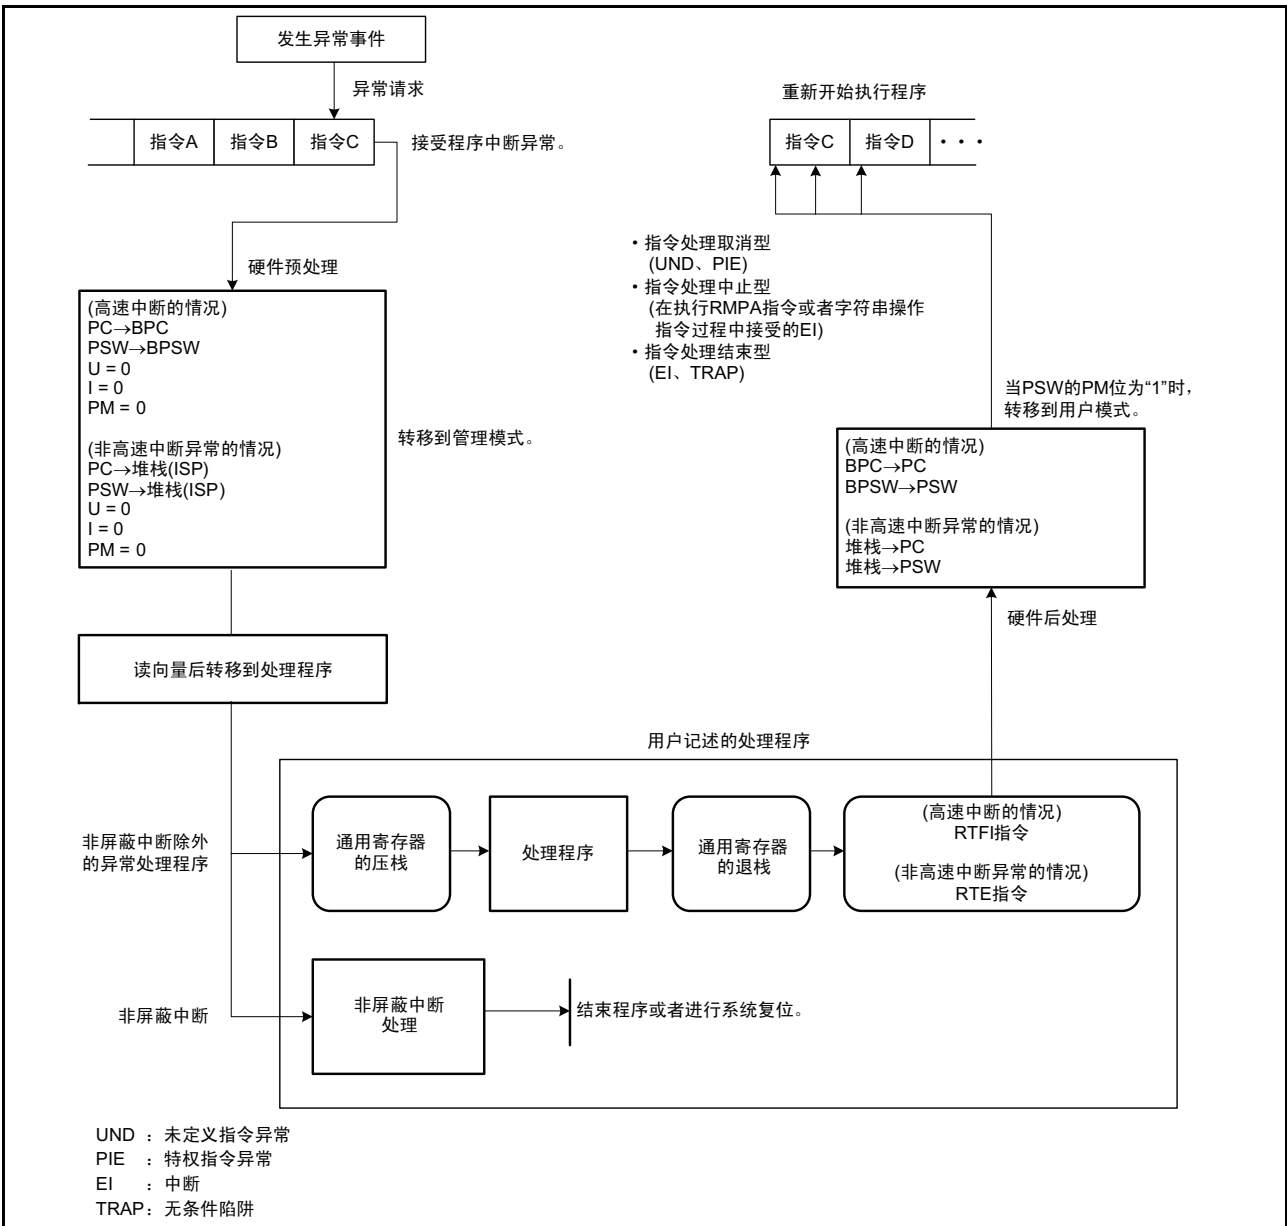 发生异常事件
异常请求
指令A 指令B 指令C
接受程序中断异常。
硬件预处理
(高速中断的情况)
PC→BPC
PSW→BPSW
U = 0
I = 0
PM = 0
(非高速中断异常的情况)
PC→堆栈(ISP)
PSW→堆栈(ISP)
U = 0
I = 0
PM = 0
转移到管理模式。
读向量后转移到处理程序
重新开始执行程序
指令C 指令D ・・・
・指令处理取消型
(UND、PIE)
・指令处理中止型
(在执行RMPA指令或者字符串操作
指令过程中接受的EI)
・指令处理结束型
(EI、TRAP)
当PSW的PM位为“1”时，
转移到用户模式。
(高速中断的情况)
BPC→PC
BPSW→PSW
(非高速中断异常的情况)
堆栈→PC
堆栈→PSW
硬件后处理
用户记述的处理程序
非屏蔽中断除外
的异常处理程序
通用寄存器
的压栈
处理程序
通用寄存器
的退栈
(高速中断的情况)
RTFI指令
(非高速中断异常的情况)
RTE指令
非屏蔽中断
非屏蔽中断
处理
结束程序或者进行系统复位。
UND ：未定义指令异常
PIE ：特权指令异常
EI ：中断
TRAP：无条件陷阱